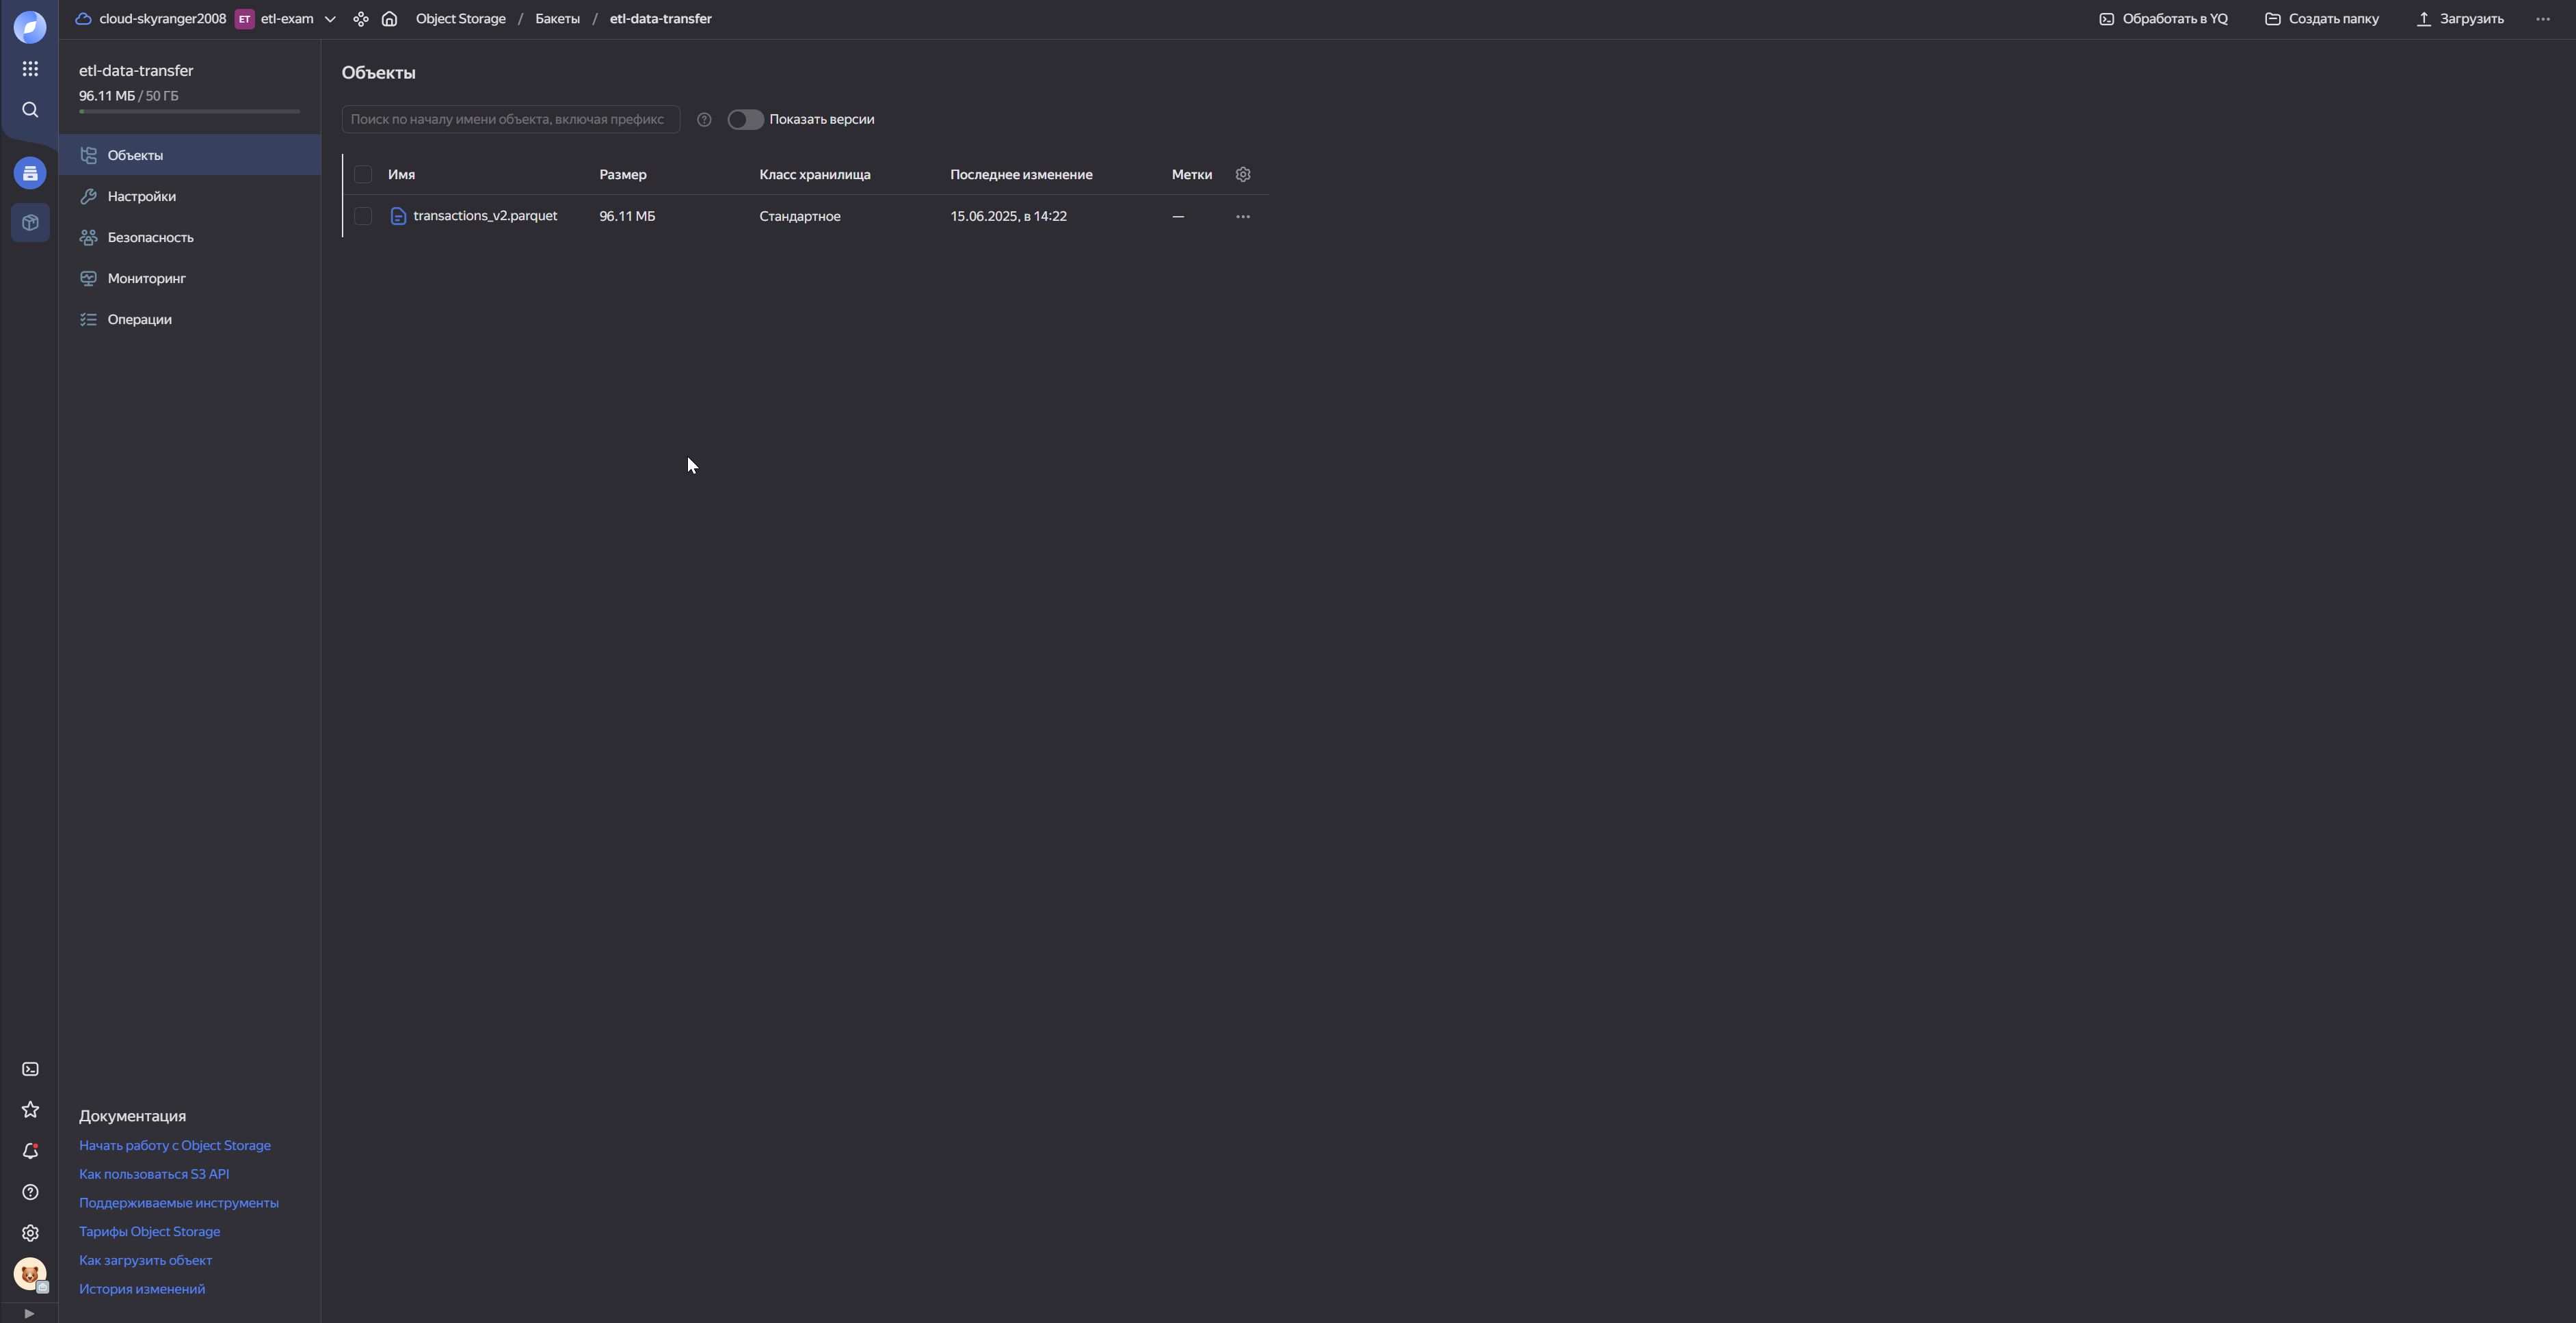 cloud-skyranger2008 ET etl-exam Object Storage / Бакеты / etl-data-transfer Обработать в YQ Создать папку Загрузить
etl-data-transfer
96.11 МБ / 50 ГБ
Объекты
Настройки
Безопасность
Мониторинг
Операции
Объекты
Поиск по началу имени объекта, включая префикс Показать версии
Имя Размер Класс хранилища Последнее изменение Метки
transactions_v2.parquet 96.11 МБ Стандартное 15.06.2025, в 14:22 —
Документация
Начать работу с Object Storage
Как пользоваться S3 API
Поддерживаемые инструменты
Тарифы Object Storage
Как загрузить объект
История изменений